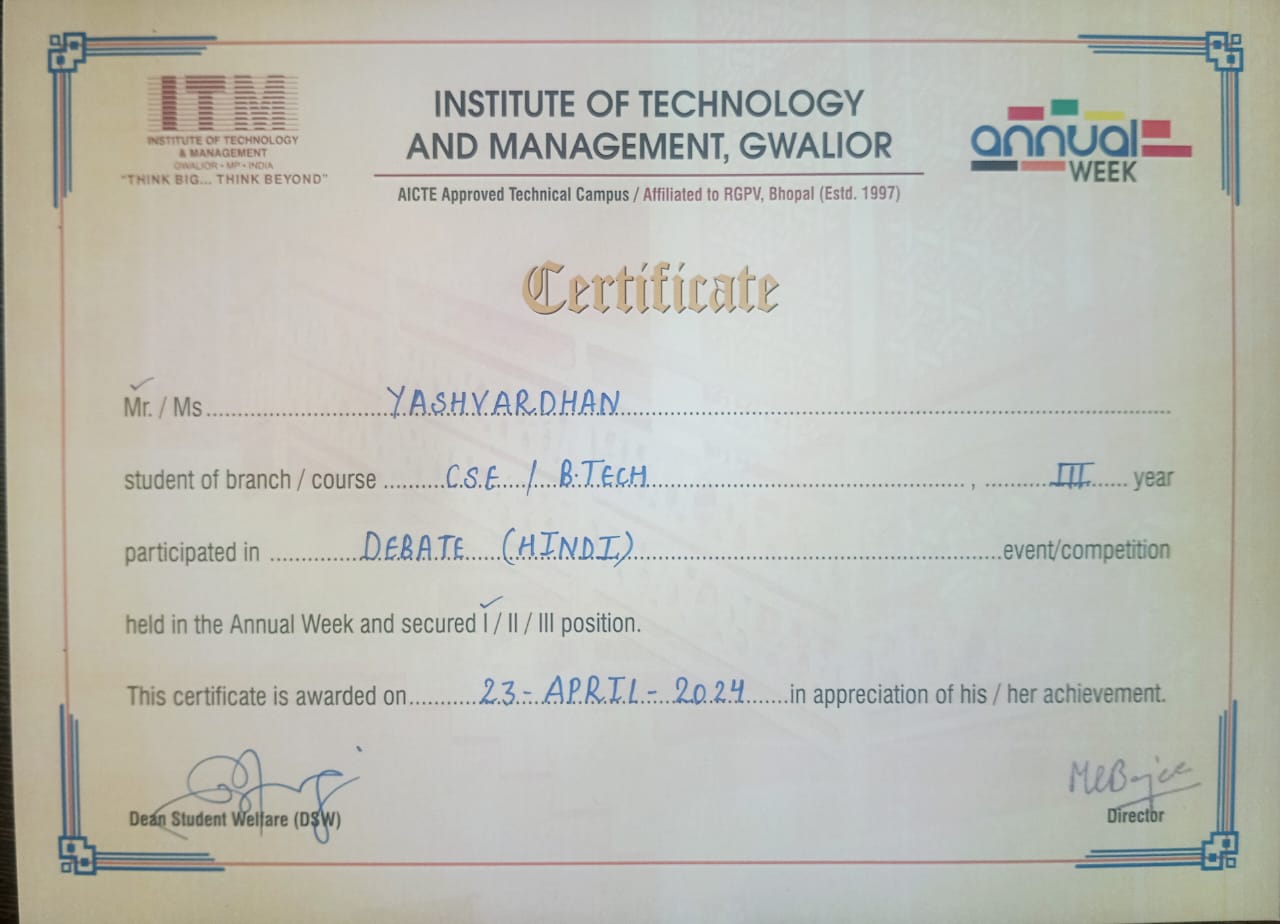 ITM
INSTITUTE OF TECHNOLOGY
& MANAGEMENT
GWALIOR • MP • INDIA
"THINK BIG... THINK BEYOND"
INSTITUTE OF TECHNOLOGY
AND MANAGEMENT, GWALIOR
AICTE Approved Technical Campus / Affiliated to RGPV, Bhopal (Estd. 1997)
annual
WEEK
Certificate
Mr. / Ms YASHVARDHAN
student of branch / course C.S.E / B.TECH , III year
participated in DEBATE (HINDI) event/competition
held in the Annual Week and secured I / II / III position.
This certificate is awarded on 23-APRIL-2024 in appreciation of his / her achievement.
Dean Student Welfare (DSW)
Director